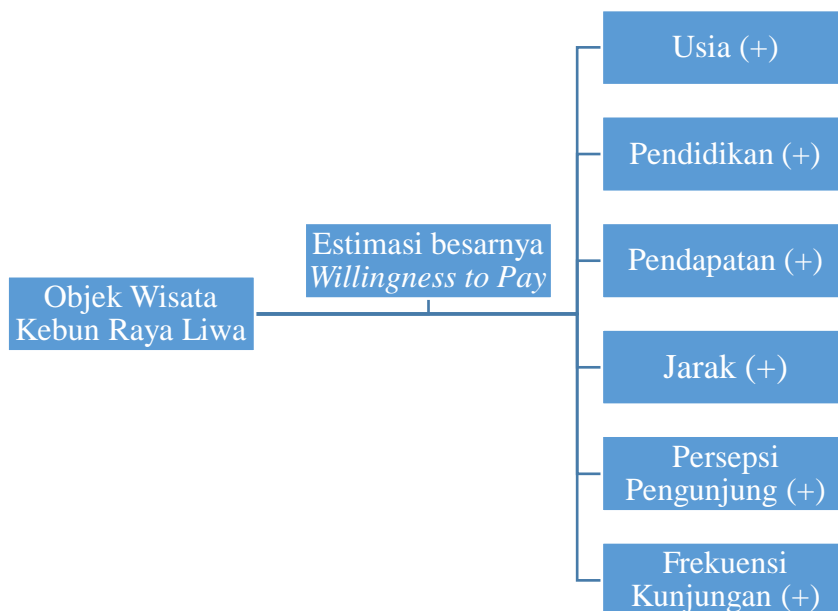 Objek Wisata
Kebun Raya Liwa
Estimasi besarnya
Willingness to Pay
Usia (+)
Pendidikan (+)
Pendapatan (+)
Jarak (+)
Persepsi
Pengunjung (+)
Frekuensi
Kunjungan (+)